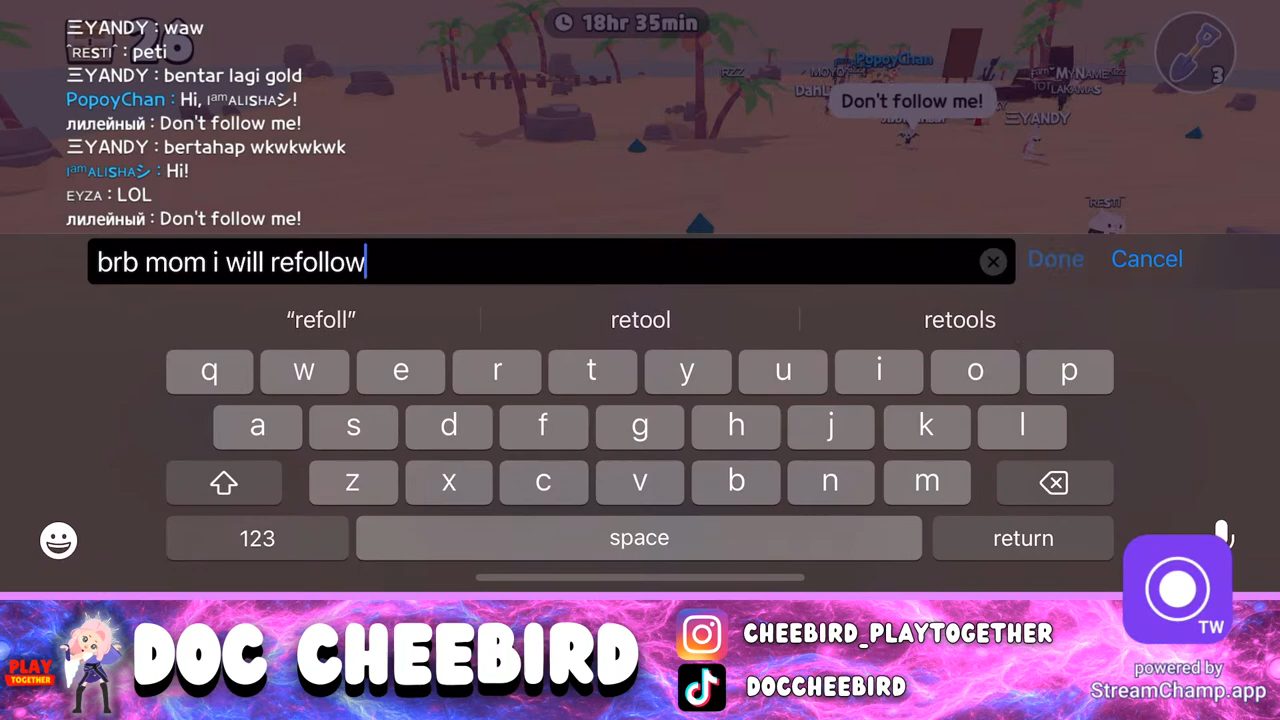 三YANDY : waw
^RESTI^ : peti
三YANDY : bentar lagi gold
PopoyChan : Hi, IᵃᵐALISHAシ!
лилейный : Don't follow me!
三YANDY : bertahap wkwkwkwk
IᵃᵐALISHAシ : Hi!
EYZA : LOL
лилейный : Don't follow me!
18hr 35min
3
PopoyChan
RZZ
Don't follow me!
三YANDY
^RESTI^
brb mom i will refollow
Done
Cancel
“refoll”
retool
retools
q w e r t y u i o p
a s d f g h j k l
z x c v b n m
123
space
return
PLAY TOGETHER
DOC CHEEBIRD
CHEEBIRD_PLAYTOGETHER
DOCCHEEBIRD
TW
powered by
StreamChamp.app